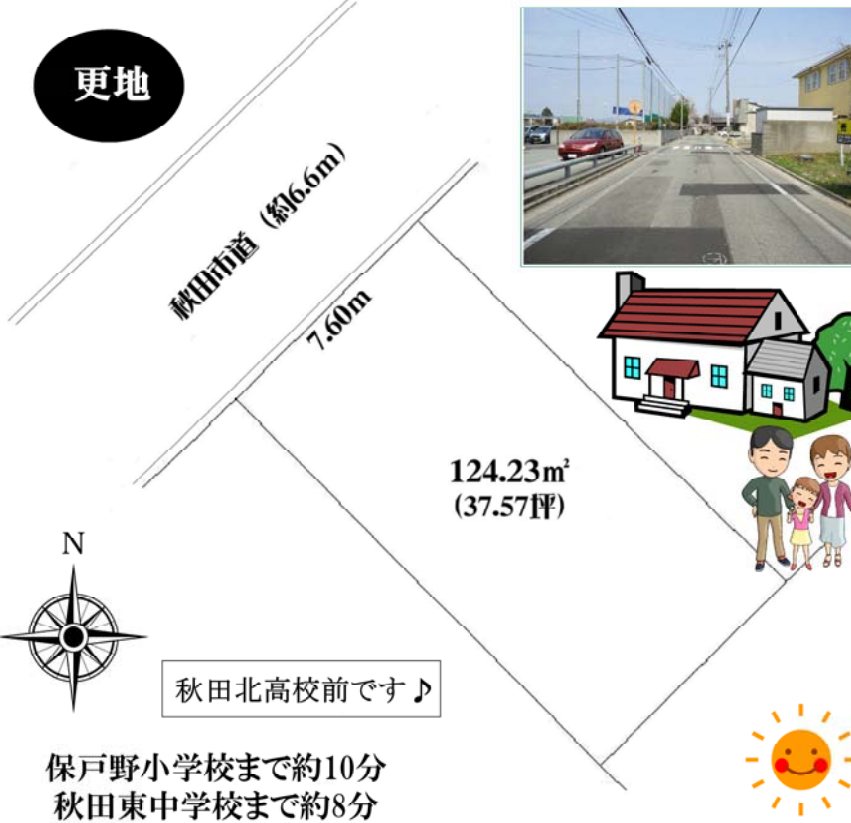 更地
秋田市道（約6.6m）
7.60m
124.23㎡
(37.57坪)
N
秋田北高校前です♪
保戸野小学校まで約10分
秋田東中学校まで約8分